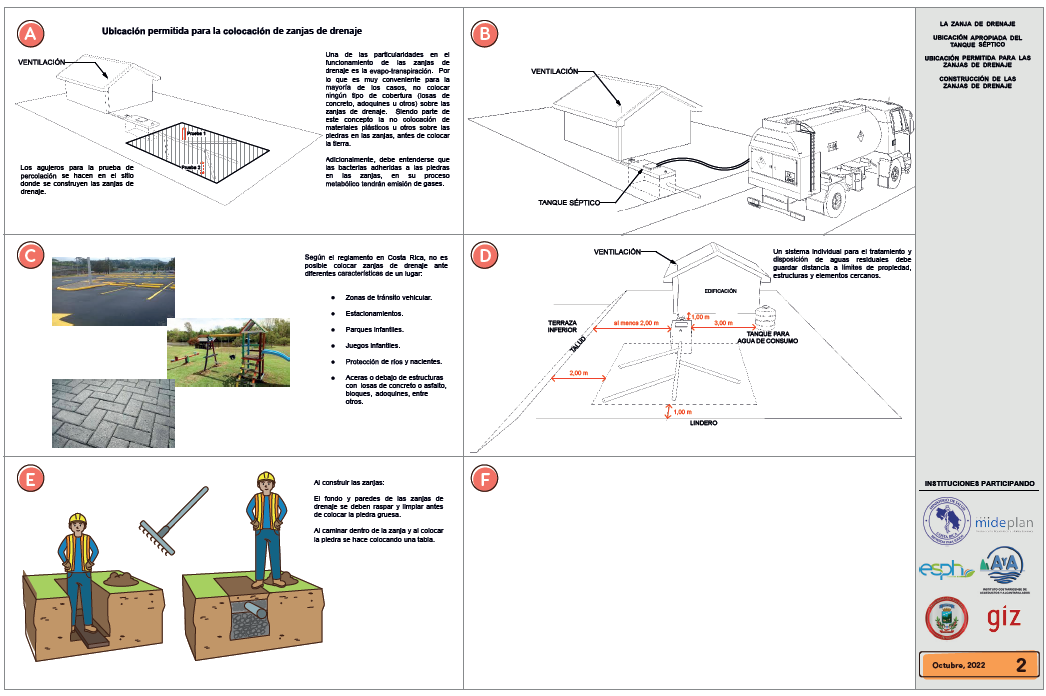 A
Ubicación permitida para la colocación de zanjas de drenaje
VENTILACIÓN
Prueba 1
Prueba 2
Los agujeros para la prueba de
percolación se hacen en el sitio
donde se construyen las zanjas de
drenaje.
Una de las particularidades en el
funcionamiento de las zanjas de
drenaje es la evapo-transpiración. Por
lo que es muy conveniente para la
mayoría de los casos, no colocar
ningún tipo de cobertura (losas de
concreto, adoquines u otros) sobre las
zanjas de drenaje. Siendo parte de
este concepto la no colocación de
materiales plásticos u otros sobre las
piedras en las zanjas, antes de colocar
la tierra.
Adicionalmente, debe entenderse que
las bacterias adheridas a las piedras
en las zanjas, en su proceso
metabólico tendrán emisión de gases.
B
VENTILACIÓN
TANQUE SÉPTICO
C
Según el reglamento en Costa Rica, no es
posible colocar zanjas de drenaje ante
diferentes características de un lugar:
● Zonas de tránsito vehicular.
● Estacionamientos.
● Parques infantiles.
● Juegos infantiles.
● Protección de ríos y nacientes.
● Aceras o debajo de estructuras
con losas de concreto o asfalto,
bloques, adoquines, entre
otros.
D
VENTILACIÓN
Un sistema individual para el tratamiento y
disposición de aguas residuales debe
guardar distancia a límites de propiedad,
estructuras y elementos cercanos.
EDIFICACIÓN
TERRAZA
INFERIOR
TALUD
al menos 2,00 m
1,00 m
3,00 m
TANQUE PARA
AGUA DE CONSUMO
2,00 m
1,00 m
LINDERO
E
Al construir las zanjas:
El fondo y paredes de las zanjas de
drenaje se deben raspar y limpiar antes
de colocar la piedra gruesa.
Al caminar dentro de la zanja y al colocar
la piedra se hace colocando una tabla.
F
LA ZANJA DE DRENAJE
UBICACIÓN APROPIADA DEL
TANQUE SÉPTICO
UBICACIÓN PERMITIDA PARA LAS
ZANJAS DE DRENAJE
CONSTRUCCIÓN DE LAS
ZANJAS DE DRENAJE
INSTITUCIONES PARTICIPANDO
MINISTERIO DE SALUD
COSTA RICA
mideplan
esph
AyA
INSTITUTO COSTARRICENSE DE
ACUEDUCTOS Y ALCANTARILLADOS
giz
Octubre, 2022
2